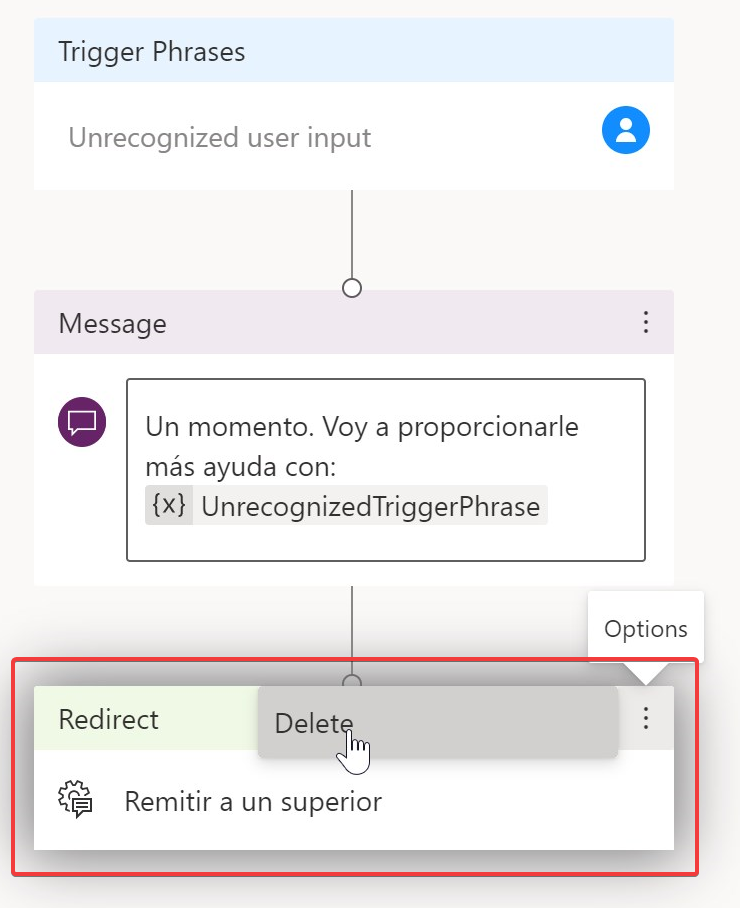 Trigger Phrases
Unrecognized user input
Message
Un momento. Voy a proporcionarle
más ayuda con:
{x} UnrecognizedTriggerPhrase
Options
Redirect
Delete
Remitir a un superior